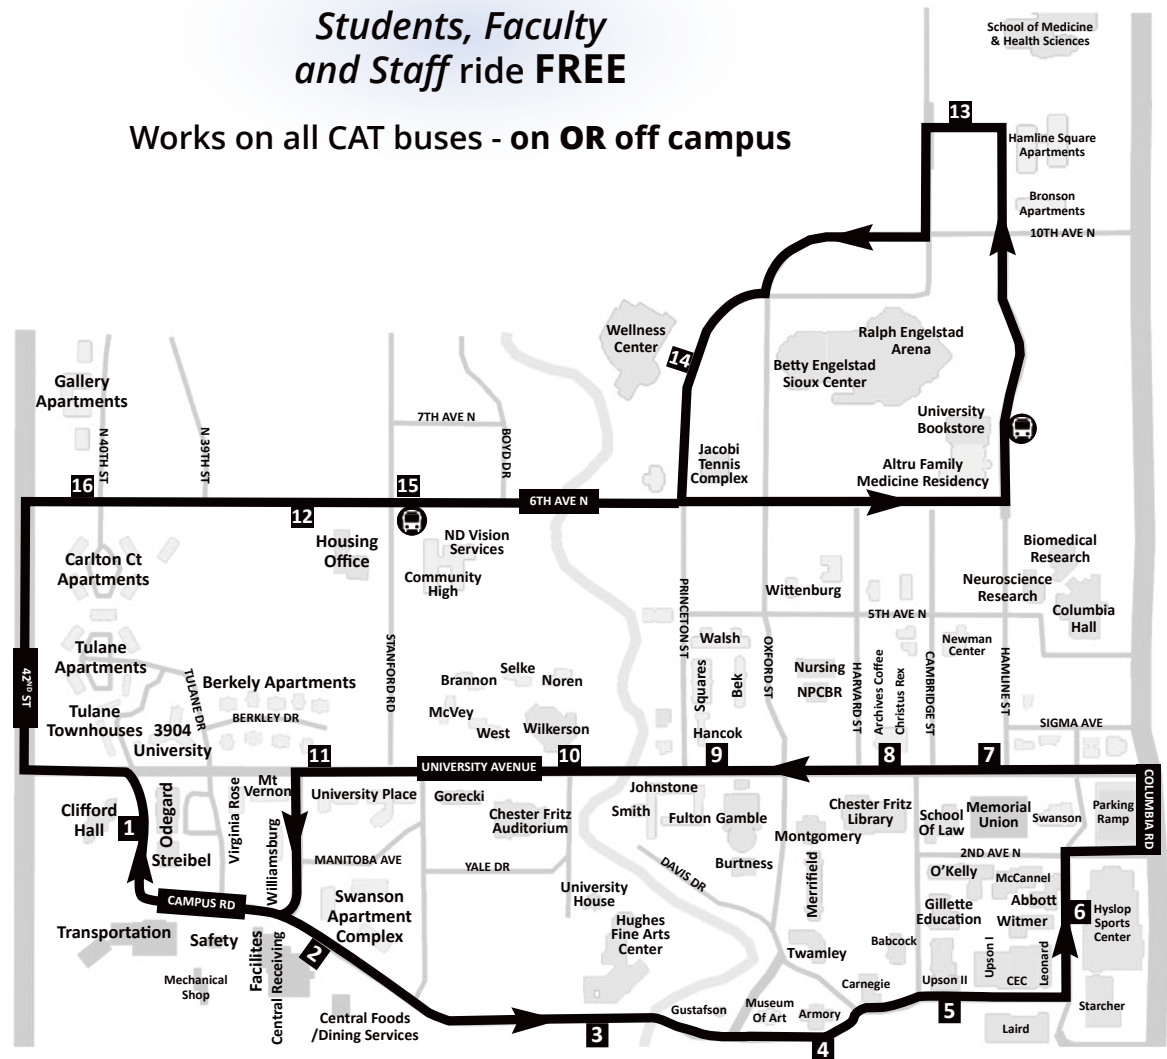 Students, Faculty
and Staff ride FREE
Works on all CAT buses - on OR off campus
School of Medicine
& Health Sciences
13
Hamline Square
Apartments
Bronson
Apartments
10TH AVE N
Wellness
Center
14
Ralph Engelstad
Arena
Betty Engelstad
Sioux Center
University
Bookstore
Gallery
Apartments
7TH AVE N
N 40TH ST
N 39TH ST
BOYD DR
Jacobi
Tennis
Complex
Altru Family
Medicine Residency
16
15
6TH AVE N
12
Housing
Office
ND Vision
Services
Community
High
Carlton Ct
Apartments
Biomedical
Research
Neuroscience
Research
Columbia
Hall
Wittenburg
5TH AVE N
PRINCETON ST
STANFORD RD
OXFORD ST
HARVARD ST
CAMBRIDGE ST
HAMLINE ST
Walsh
Squares
Bek
Hancok
Nursing
NPCBR
Archives Coffee
Christus Rex
Newman
Center
SIGMA AVE
42ND ST
Tulane
Apartments
TULANE DR
Berkely Apartments
BERKLEY DR
Tulane
Townhouses
3904
University
Selke
Brannon
Noren
McVey
West
Wilkerson
11
UNIVERSITY AVENUE
10
9
8
7
COLUMBIA RD
Clifford
Hall
1
Odegard
Streibel
Virginia Rose
Mt
Vernon
Williamsburg
University Place
Gorecki
Chester Fritz
Auditorium
Johnstone
Smith
Fulton Gamble
Burtness
Montgomery
Chester Fritz
Library
School
Of Law
Memorial
Union
Swanson
Parking
Ramp
2ND AVE N
MANITOBA AVE
YALE DR
DAVIS DR
Merrifield
O'Kelly
McCannel
Abbott
Witmer
Gillette
Education
6
Hyslop
Sports
Center
CAMPUS RD
Swanson
Apartment
Complex
University
House
Hughes
Fine Arts
Center
Twamley
Babcock
Carnegie
Upson II
Upson I
CEC
Leonard
Transportation
Safety
Mechanical
Shop
Facilites
Central Receiving
2
Central Foods
/Dining Services
3
Gustafson
Museum
Of Art
Armory
4
5
Laird
Starcher